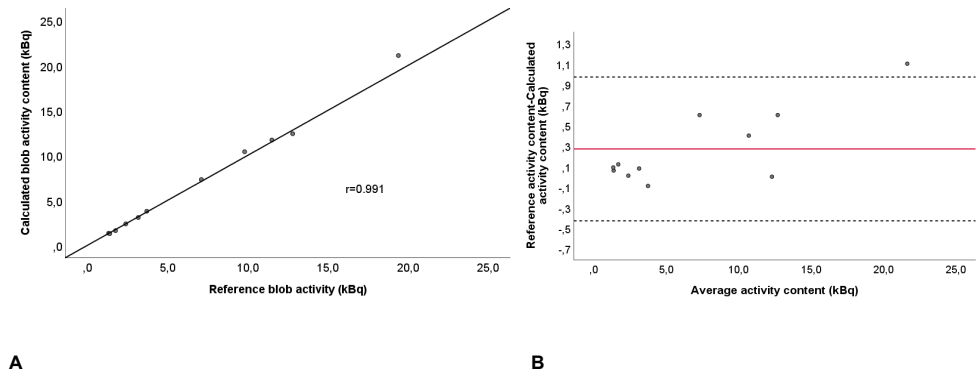 25,0
20,0
15,0
10,0
5,0
,0
Calculated blob activity content (kBq)
r=0.991
,0 5,0 10,0 15,0 20,0 25,0
Reference blob activity (kBq)
A
1,3
1,1
,9
,7
,5
,3
,1
-,1
-,3
-,5
-,7
Reference activity content-Calculated
activity content (kBq)
,0 5,0 10,0 15,0 20,0 25,0
Average activity content (kBq)
B